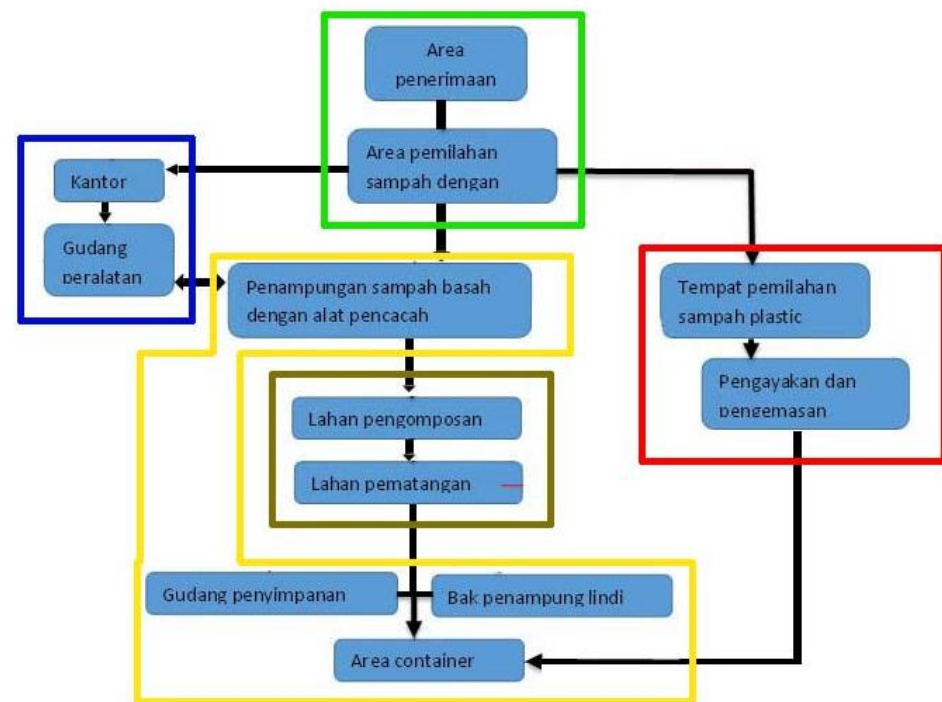 Area
penerimaan
Area pemilahan
sampah dengan
Kantor
Gudang
peralatan
Penampungan sampah basah
dengan alat pencacah
Tempat pemilahan
sampah plastic
Pengayakan dan
pengemasan
Lahan pengomposan
Lahan pematangan
Gudang penyimpanan
Bak penampung lindi
Area container